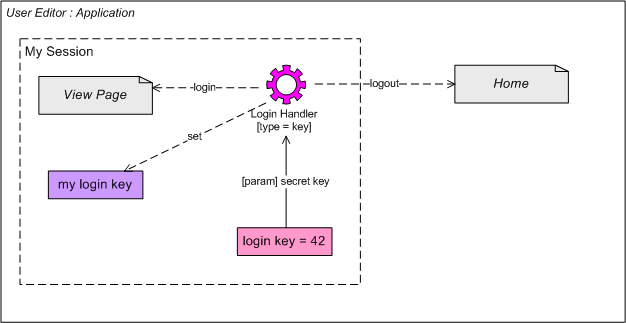 User Editor : Application
My Session
View Page
login
logout
Home
Login Handler
[type = key]
set
my login key
[param] secret key
login key = 42